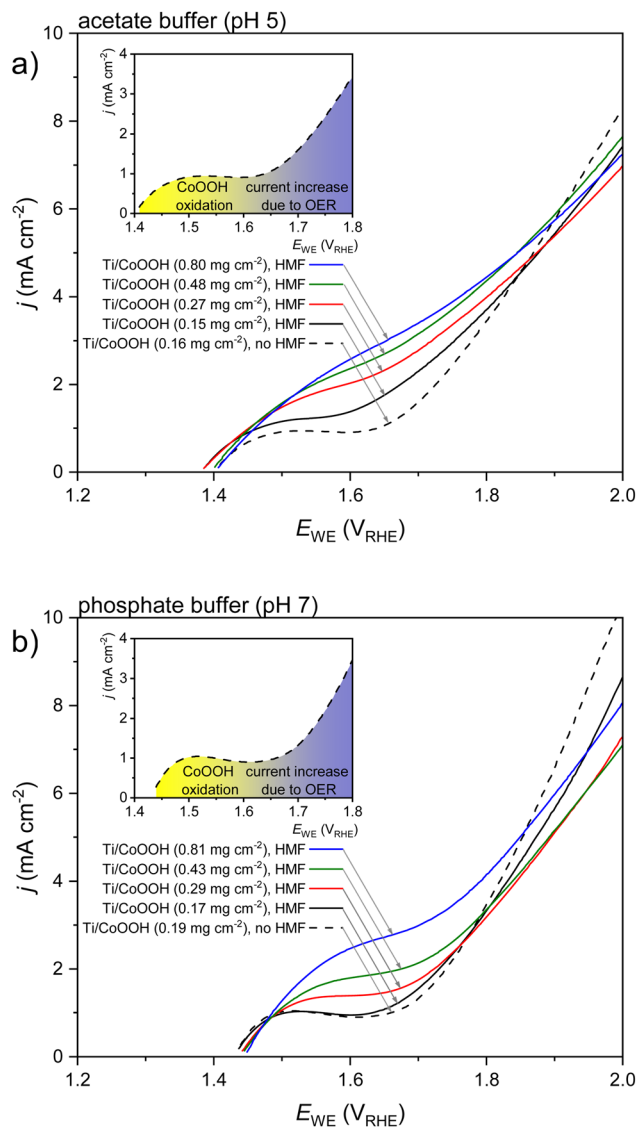 acetate buffer (pH 5)
a)
10
8
6
4
2
0
j (mA cm-2)
1.2
1.4
1.6
1.8
2.0
EWE (VRHE)
4
3
2
1
0
j (mA cm-2)
CoOOH
oxidation
current increase
due to OER
1.4
1.5
1.6
1.7
1.8
EWE (VRHE)
Ti/CoOOH (0.80 mg cm-2), HMF
Ti/CoOOH (0.48 mg cm-2), HMF
Ti/CoOOH (0.27 mg cm-2), HMF
Ti/CoOOH (0.15 mg cm-2), HMF
Ti/CoOOH (0.16 mg cm-2), no HMF
phosphate buffer (pH 7)
b)
10
8
6
4
2
0
j (mA cm-2)
1.2
1.4
1.6
1.8
2.0
EWE (VRHE)
4
3
2
1
0
j (mA cm-2)
CoOOH
oxidation
current increase
due to OER
1.4
1.5
1.6
1.7
1.8
EWE (VRHE)
Ti/CoOOH (0.81 mg cm-2), HMF
Ti/CoOOH (0.43 mg cm-2), HMF
Ti/CoOOH (0.29 mg cm-2), HMF
Ti/CoOOH (0.17 mg cm-2), HMF
Ti/CoOOH (0.19 mg cm-2), no HMF